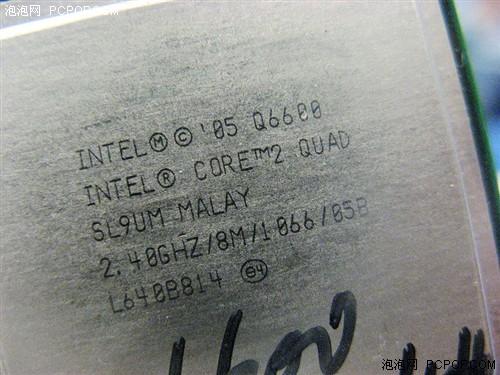 泡泡网 PCPOP.COM
INTEL Ⓜ © '05 Q6600
INTEL® CORE™2 QUAD
SL9UM MALAY
2.40GHZ/8M/1066/05B
L640B814 e4
泡泡网 PCPOP.COM